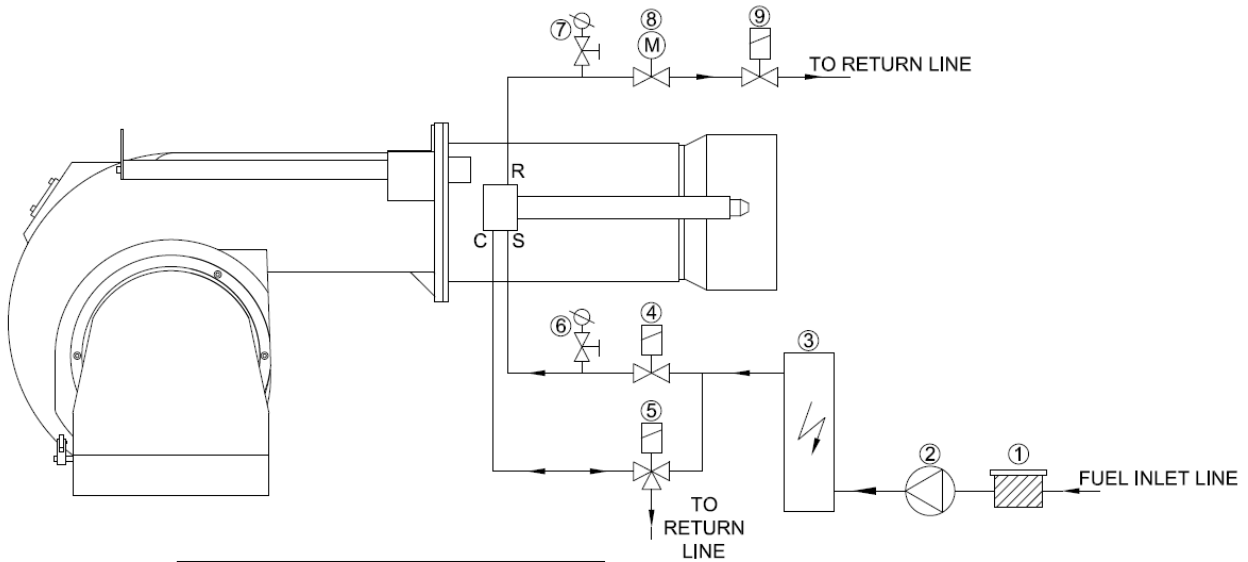 ⑦ ⑧ ⑨
M
TO RETURN LINE
R
C S
⑥ ④ ③
⑤
② ①
FUEL INLET LINE
TO
RETURN
LINE